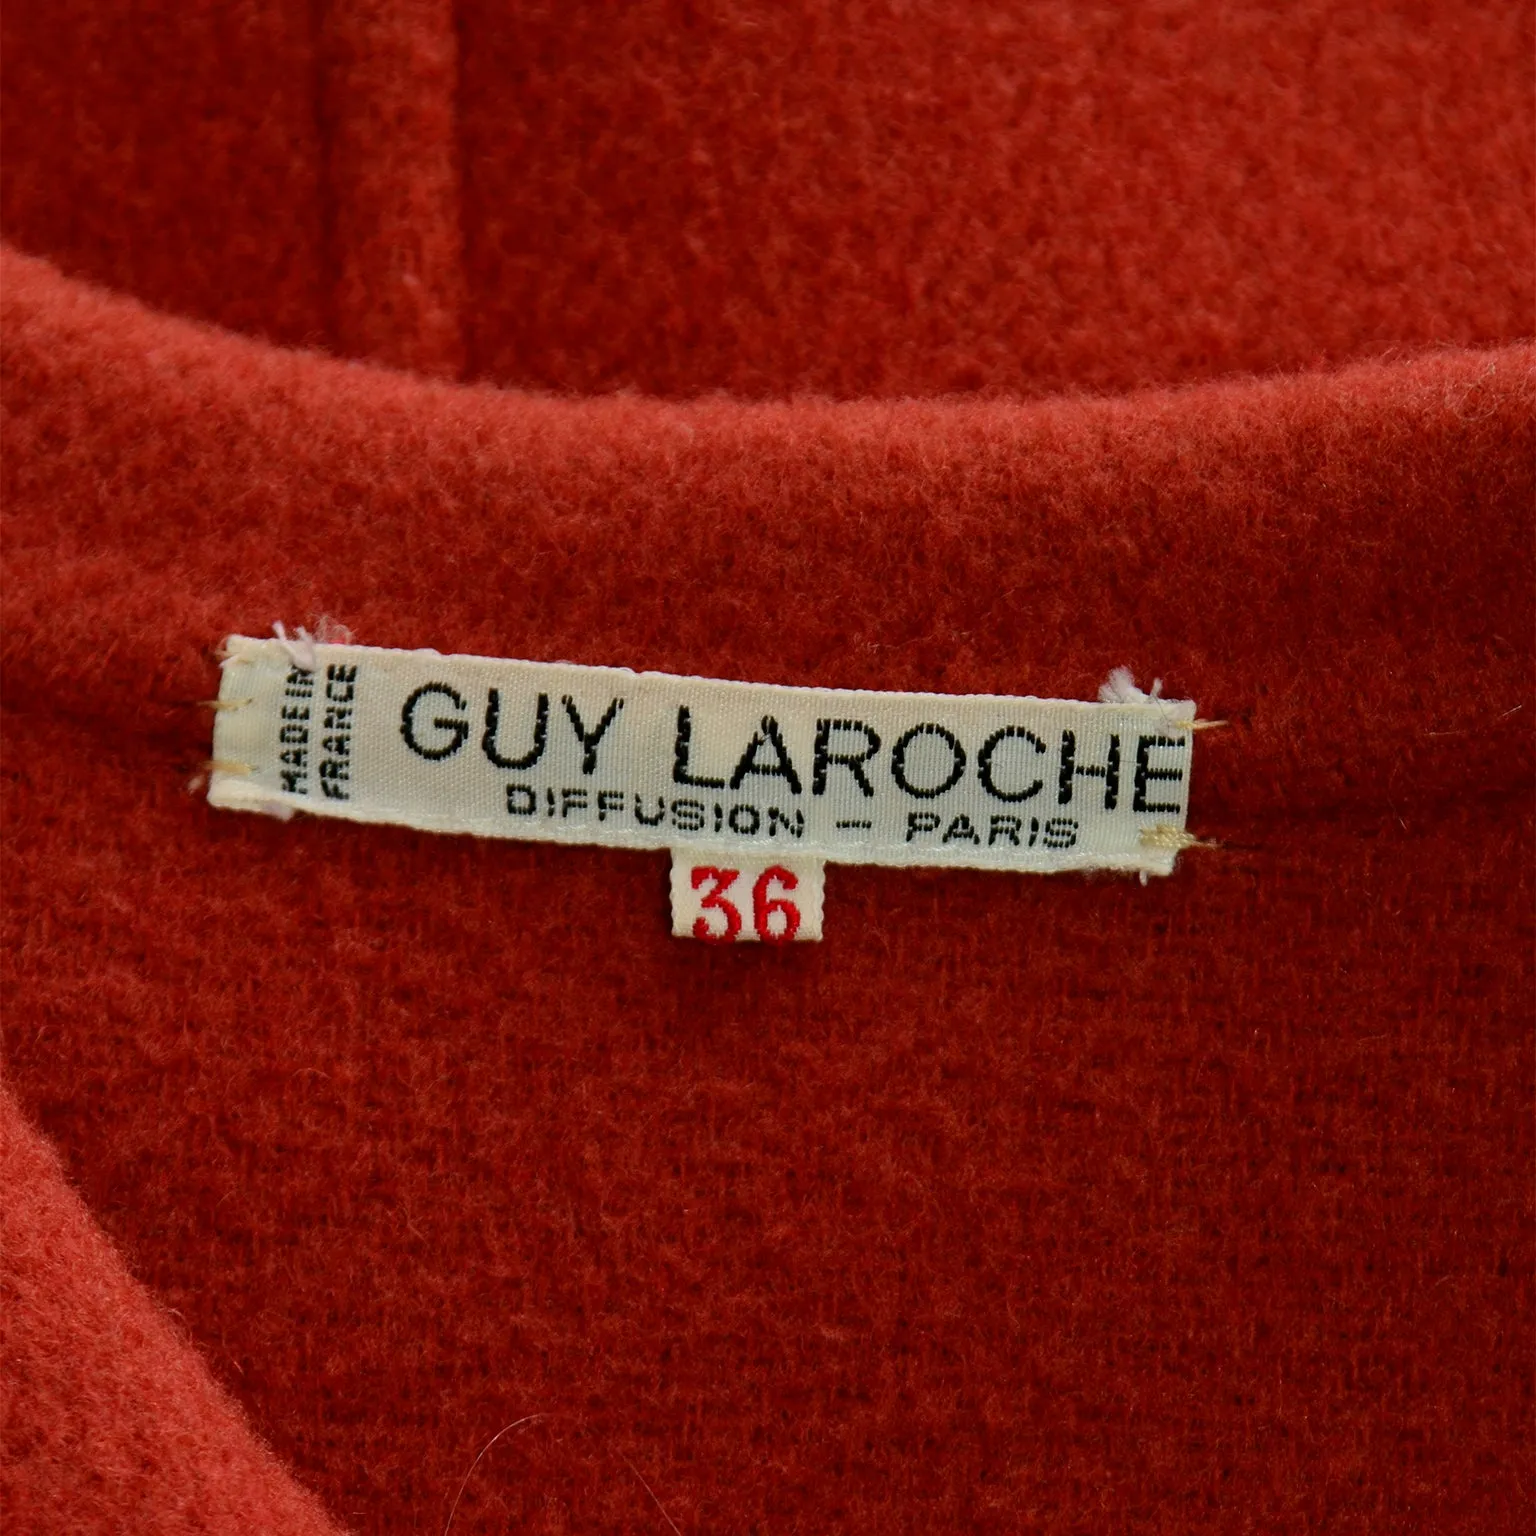 MADE IN
FRANCE
GUY LAROCHE
DIFFUSION - PARIS
36